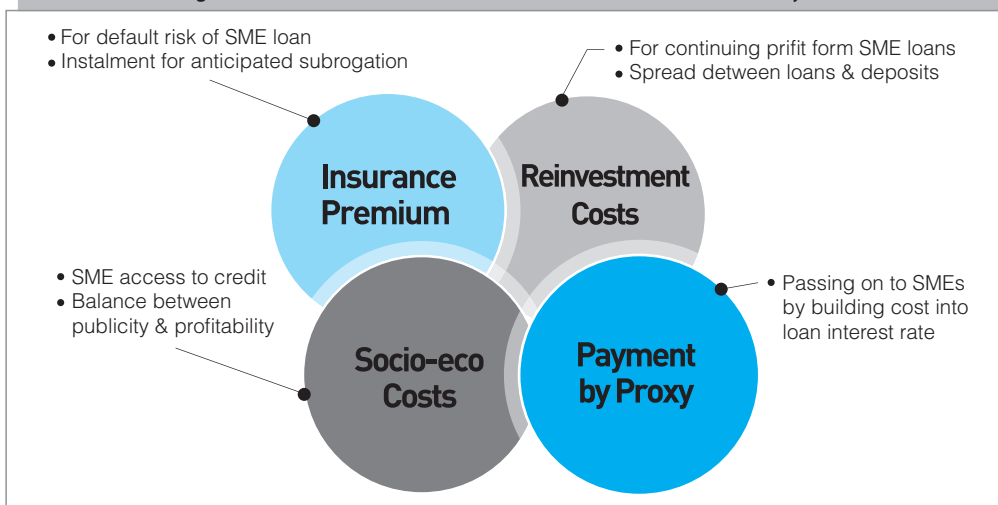 • For default risk of SME loan
• Instalment for anticipated subrogation
• For continuing prifit form SME loans
• Spread detween loans & deposits
Insurance
Premium
Reinvestment
Costs
• SME access to credit
• Balance between
publicity & profitability
• Passing on to SMEs
by building cost into
loan interest rate
Socio-eco
Costs
Payment
by Proxy